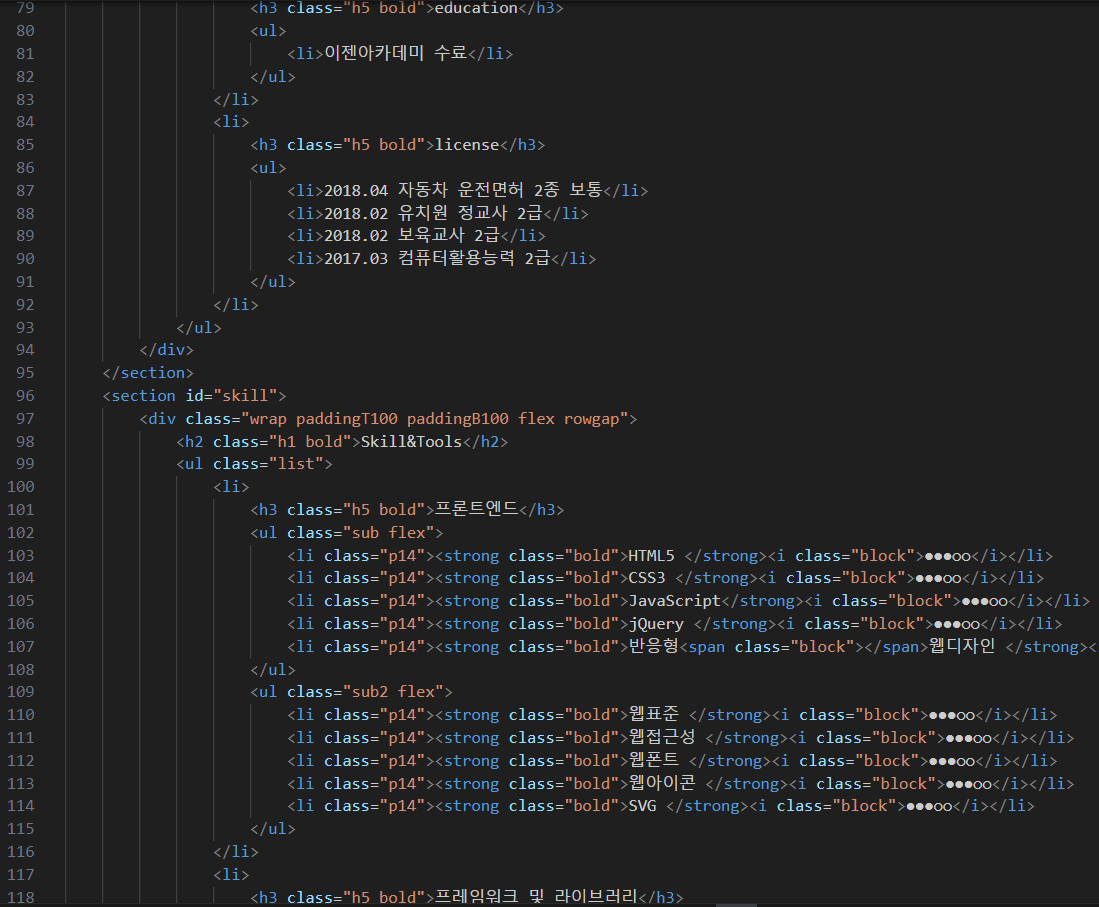 79 <h3 class="h5 bold">education</h3>
80 <ul>
81 <li>이젠아카데미 수료</li>
82 </ul>
83 </li>
84 <li>
85 <h3 class="h5 bold">license</h3>
86 <ul>
87 <li>2018.04 자동차 운전면허 2종 보통</li>
88 <li>2018.02 유치원 정교사 2급</li>
89 <li>2018.02 보육교사 2급</li>
90 <li>2017.03 컴퓨터활용능력 2급</li>
91 </ul>
92 </li>
93 </ul>
94 </div>
95 </section>
96 <section id="skill">
97 <div class="wrap paddingT100 paddingB100 flex rowgap">
98 <h2 class="h1 bold">Skill&Tools</h2>
99 <ul class="list">
100 <li>
101 <h3 class="h5 bold">프론트엔드</h3>
102 <ul class="sub flex">
103 <li class="p14"><strong class="bold">HTML5 </strong><i class="block">●●●○○</i></li>
104 <li class="p14"><strong class="bold">CSS3 </strong><i class="block">●●●○○</i></li>
105 <li class="p14"><strong class="bold">JavaScript</strong><i class="block">●●●○○</i></li>
106 <li class="p14"><strong class="bold">jQuery </strong><i class="block">●●●○○</i></li>
107 <li class="p14"><strong class="bold">반응형<span class="block"></span>웹디자인 </strong><
108 </ul>
109 <ul class="sub2 flex">
110 <li class="p14"><strong class="bold">웹표준 </strong><i class="block">●●●○○</i></li>
111 <li class="p14"><strong class="bold">웹접근성 </strong><i class="block">●●●○○</i></li>
112 <li class="p14"><strong class="bold">웹폰트 </strong><i class="block">●●●○○</i></li>
113 <li class="p14"><strong class="bold">웹아이콘 </strong><i class="block">●●●○○</i></li>
114 <li class="p14"><strong class="bold">SVG </strong><i class="block">●●●○○</i></li>
115 </ul>
116 </li>
117 <li>
118 <h3 class="h5 bold">프레임워크 및 라이브러리</h3>